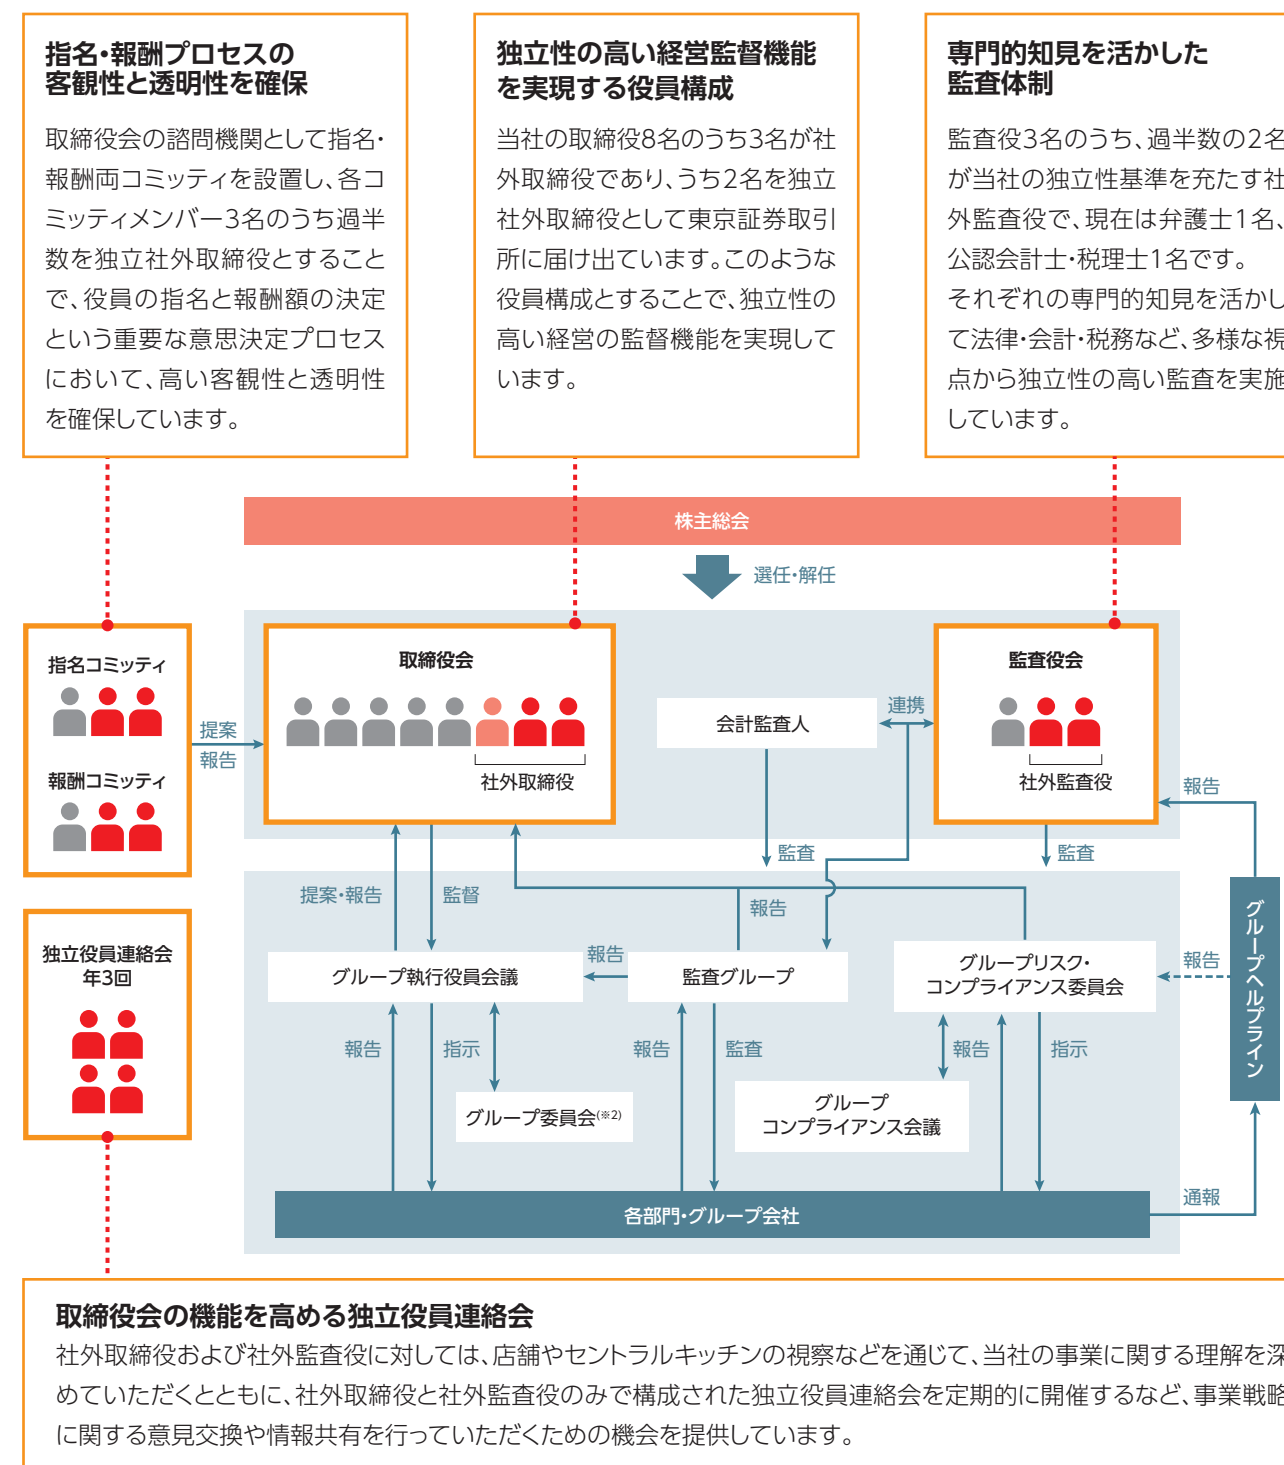 指名・報酬プロセスの
客観性と透明性を確保
取締役会の諮問機関として指名・
報酬両コミッティを設置し、各コ
ミッティメンバー3名のうち過半
数を独立社外取締役とすること
で、役員の指名と報酬額の決定
という重要な意思決定プロセス
において、高い客観性と透明性
を確保しています。
独立性の高い経営監督機能
を実現する役員構成
当社の取締役8名のうち3名が社
外取締役であり、うち2名を独立
社外取締役として東京証券取引
所に届け出ています。このような
役員構成とすることで、独立性の
高い経営の監督機能を実現して
います。
専門的知見を活かした
監査体制
監査役3名のうち、過半数の2名
が当社の独立性基準を充たす社
外監査役で、現在は弁護士1名、
公認会計士・税理士1名です。
それぞれの専門的知見を活かし
て法律・会計・税務など、多様な視
点から独立性の高い監査を実施
しています。
株主総会
選任・解任
指名コミッティ
報酬コミッティ
提案
報告
取締役会
社外取締役
会計監査人
連携
監査役会
社外監査役
報告
監査
監査
提案・報告
監督
報告
独立役員連絡会
年3回
グループ執行役員会議
報告
監査グループ
グループリスク・
コンプライアンス委員会
報告
グループヘルプライン
報告
指示
報告
監査
報告
指示
グループ委員会(※2)
グループ
コンプライアンス会議
各部門・グループ会社
通報
取締役会の機能を高める独立役員連絡会
社外取締役および社外監査役に対しては、店舗やセントラルキッチンの視察などを通じて、当社の事業に関する理解を深
めていただくとともに、社外取締役と社外監査役のみで構成された独立役員連絡会を定期的に開催するなど、事業戦略
に関する意見交換や情報共有を行っていただくための機会を提供しています。